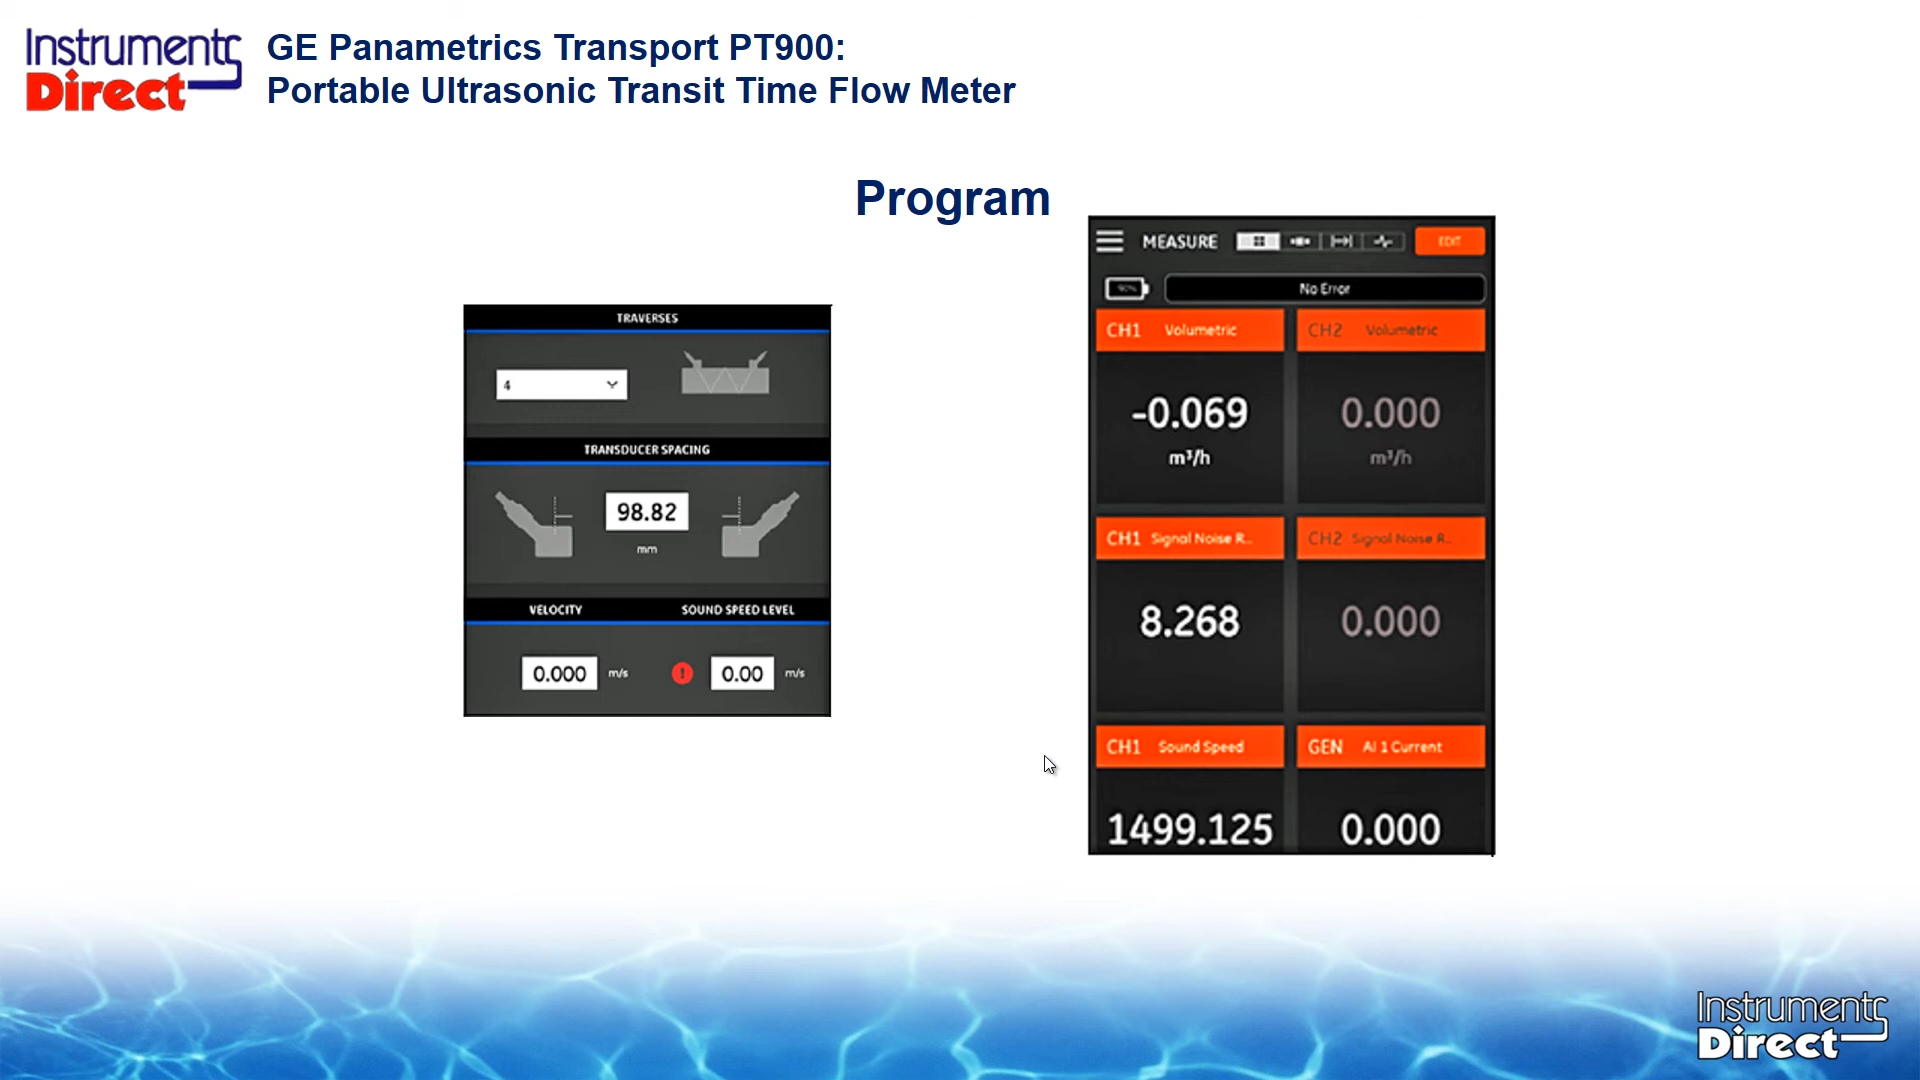 Instruments
Direct
GE Panametrics Transport PT900:
Portable Ultrasonic Transit Time Flow Meter
Program
TRAVERSES
4
TRANSDUCER SPACING
98.82
mm
VELOCITY SOUND SPEED LEVEL
0.000 m/s ! 0.00 m/s
MEASURE EDIT
90% No Error
CH1 Volumetric CH2 Volumetric
-0.069 0.000
m³/h m³/h
CH1 Signal Noise R... CH2 Signal Noise R...
8.268 0.000
CH1 Sound Speed GEN AI 1 Current
1499.125 0.000
Instruments
Direct